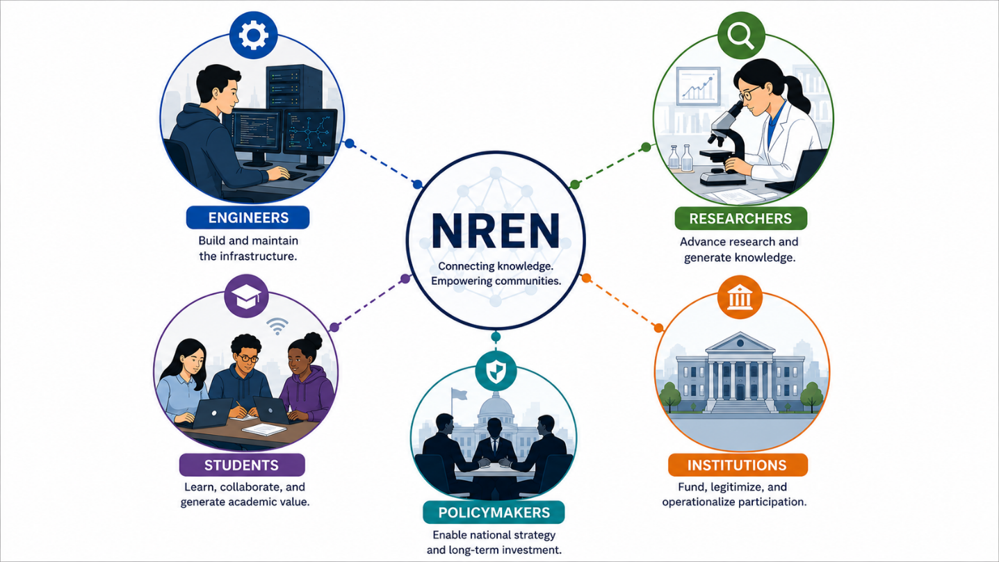 NREN
Connecting knowledge.
Empowering communities.
ENGINEERS
Build and maintain
the infrastructure.
RESEARCHERS
Advance research and
generate knowledge.
STUDENTS
Learn, collaborate, and
generate academic value.
POLICYMAKERS
Enable national strategy
and long-term investment.
INSTITUTIONS
Fund, legitimize, and
operationalize participation.